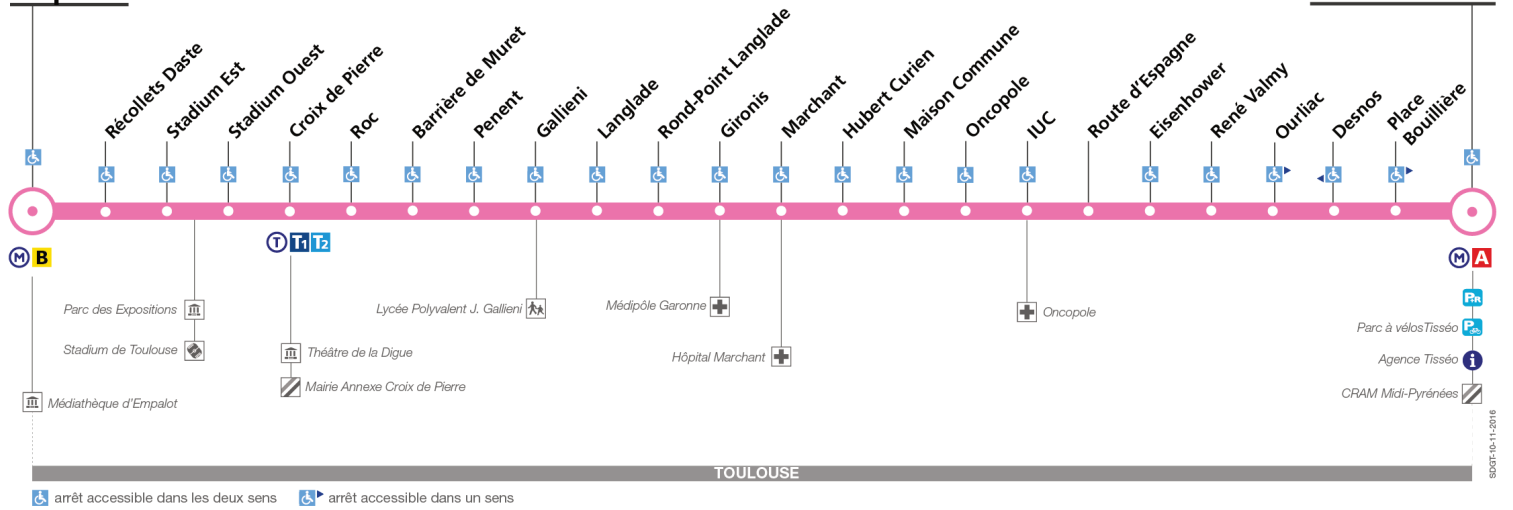 Récollets Daste
Stadium Est
Stadium Ouest
Croix de Pierre
Roc
Barrière de Muret
Penent
Gallieni
Langlade
Rond-Point Langlade
Gironis
Marchant
Hubert Curien
Maison Commune
Oncopole
IUC
Route d'Espagne
Eisenhower
René Valmy
Ourliac
Desnos
Place
Bouillière
M B
T T1 T2
M A
P+R
Parc des Expositions
Lycée Polyvalent J. Gallieni
Médipôle Garonne
Oncopole
Parc à vélosTisséo P
Stadium de Toulouse
Théâtre de la Digue
Hôpital Marchant
Agence Tisséo i
Mairie Annexe Croix de Pierre
CRAM Midi-Pyrénées
Médiathèque d'Empalot
SDGT-10-11-2016
TOULOUSE
arrêt accessible dans les deux sens
arrêt accessible dans un sens